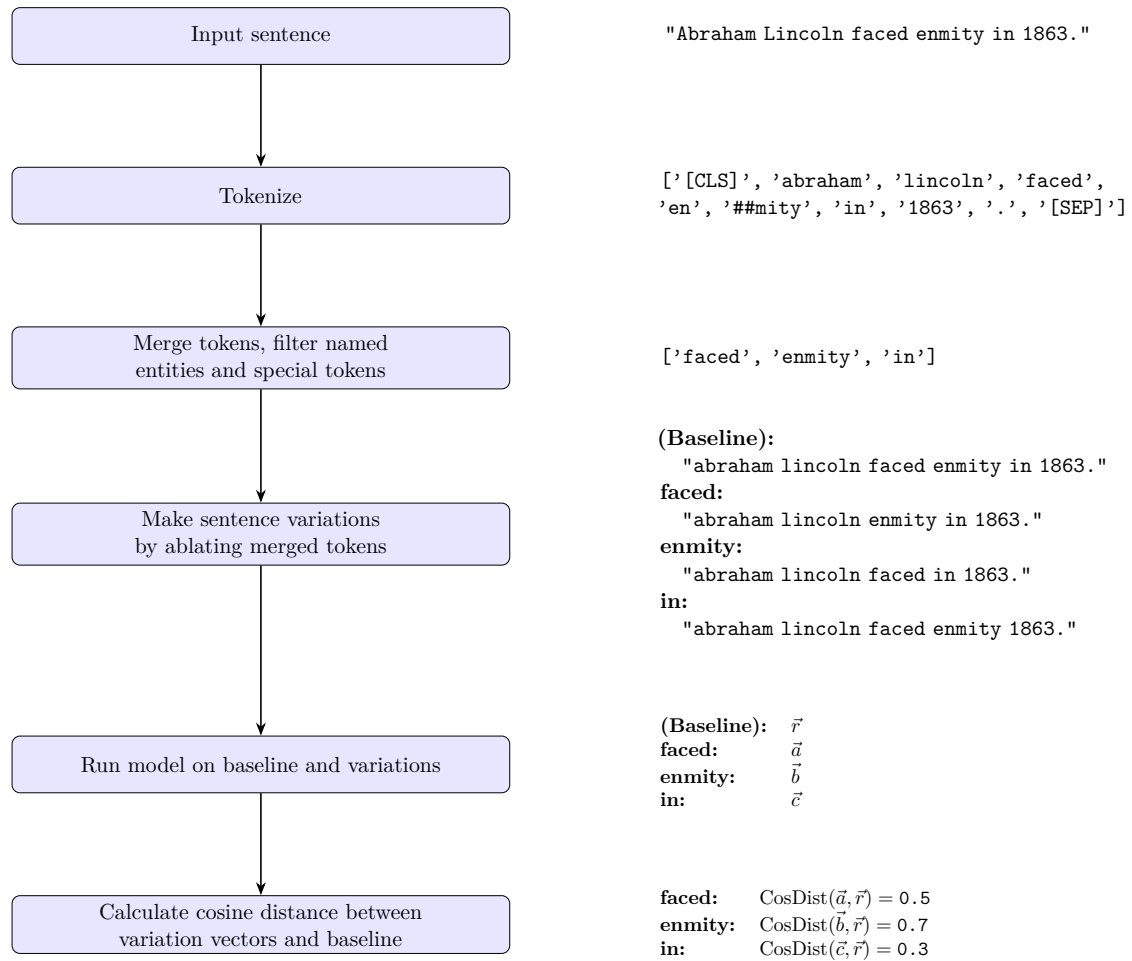 Input sentence
"Abraham Lincoln faced enmity in 1863."
Tokenize
['[CLS]', 'abraham', 'lincoln', 'faced',
'en', '##mity', 'in', '1863', '.', '[SEP]']
Merge tokens, filter named
entities and special tokens
['faced', 'enmity', 'in']
Make sentence variations
by ablating merged tokens
(Baseline):
"abraham lincoln faced enmity in 1863."
faced:
"abraham lincoln enmity in 1863."
enmity:
"abraham lincoln faced in 1863."
in:
"abraham lincoln faced enmity 1863."
Run model on baseline and variations
(Baseline): r⃗
faced: a⃗
enmity: b⃗
in: c⃗
Calculate cosine distance between
variation vectors and baseline
faced: CosDist(a⃗, r⃗) = 0.5
enmity: CosDist(b⃗, r⃗) = 0.7
in: CosDist(c⃗, r⃗) = 0.3